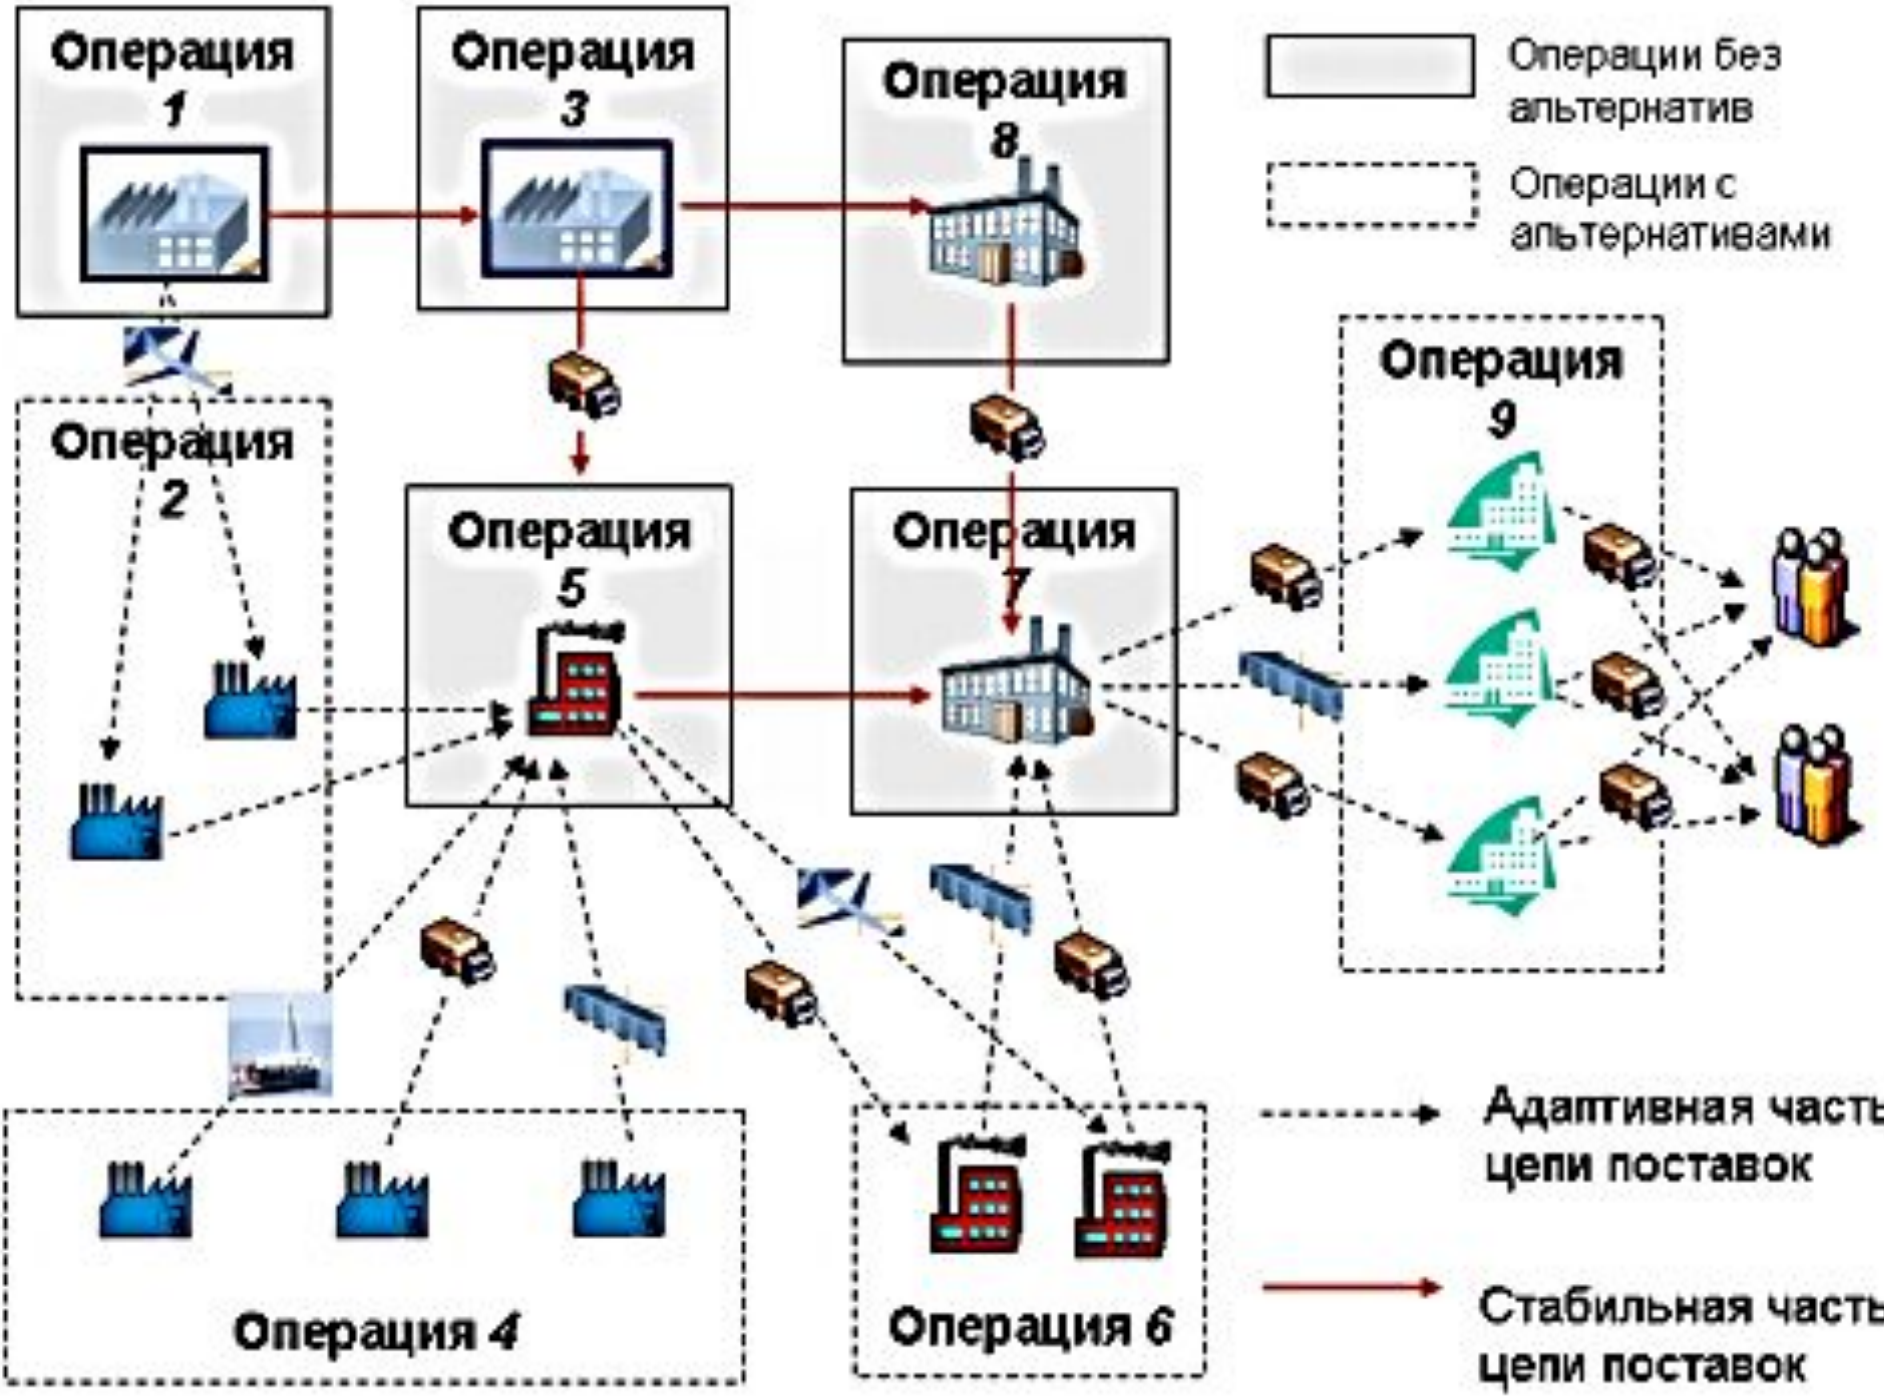 Операция
1
Операция
3
Операция
8
Операции без
альтернатив
Операции с
альтернативами
Операция
2
Операция
5
Операция
7
Операция
9
Операция 4
Операция 6
Адаптивная часть
цепи поставок
Стабильная часть
цепи поставок